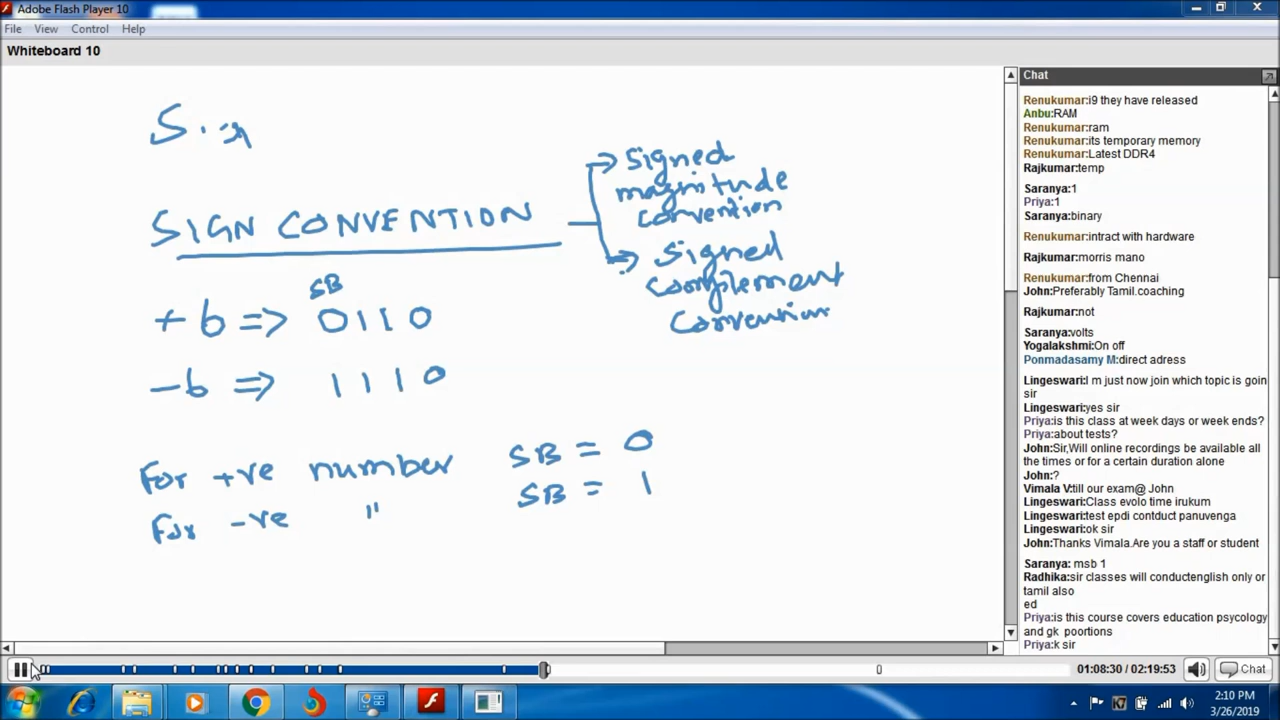 Adobe Flash Player 10
File View Control Help
Whiteboard 10
SIGN CONVENTION
Signed
magnitude
convention
Signed
complement
convention
SB
+6 => 0110
-6 => 1110
For +ve number SB = 0
For -ve " SB = 1
Chat
Renukumar:i9 they have released
Anbu:RAM
Renukumar:ram
Renukumar:its temporary memory
Renukumar:Latest DDR4
Rajkumar:temp
Saranya:1
Priya:1
Saranya:binary
Renukumar:intract with hardware
Rajkumar:morris mano
Renukumar:from Chennai
John:Preferably Tamil.coaching
Rajkumar:not
Saranya:volts
Yogalakshmi:On off
Ponmadasamy M:direct adress
Lingeswari:I m just now join which topic is goin
sir
Lingeswari:yes sir
Priya:is this class at week days or week ends?
Priya:about tests?
John:Sir,Will online recordings be available all
the times or for a certain duration alone
John:?
Vimala V:till our exam@ John
Lingeswari:Class evolo time irukum
Lingeswari:test epdi contduct panuvenga
Lingeswari:ok sir
John:Thanks Vimala.Are you a staff or student
Saranya: msb 1
Radhika:sir classes will conductenglish only or
tamil also
ed
Priya:is this course covers education psycology
and gk poortions
Priya:k sir
01:08:30 / 02:19:53
Chat
2:10 PM
3/26/2019